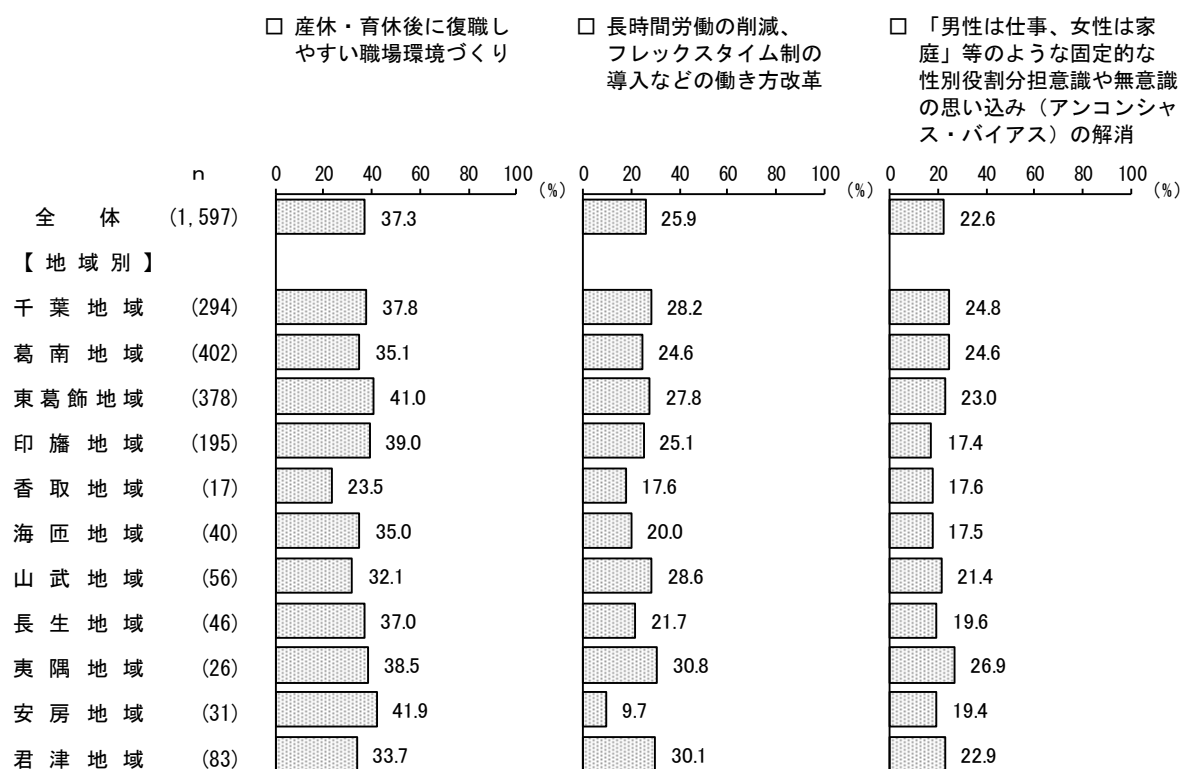 □ 産休・育休後に復職し
やすい職場環境づくり
□ 長時間労働の削減、
フレックスタイム制の
導入などの働き方改革
□ 「男性は仕事、女性は家
庭」等のような固定的な
性別役割分担意識や無意識
の思い込み（アンコンシャ
ス・バイアス）の解消
n 0 20 40 60 80 100 (%) 0 20 40 60 80 100 (%) 0 20 40 60 80 100 (%)
全体 (1,597) 37.3 25.9 22.6
【地域別】
千葉地域 (294) 37.8 28.2 24.8
葛南地域 (402) 35.1 24.6 24.6
東葛飾地域 (378) 41.0 27.8 23.0
印旛地域 (195) 39.0 25.1 17.4
香取地域 (17) 23.5 17.6 17.6
海匝地域 (40) 35.0 20.0 17.5
山武地域 (56) 32.1 28.6 21.4
長生地域 (46) 37.0 21.7 19.6
夷隅地域 (26) 38.5 30.8 26.9
安房地域 (31) 41.9 9.7 19.4
君津地域 (83) 33.7 30.1 22.9